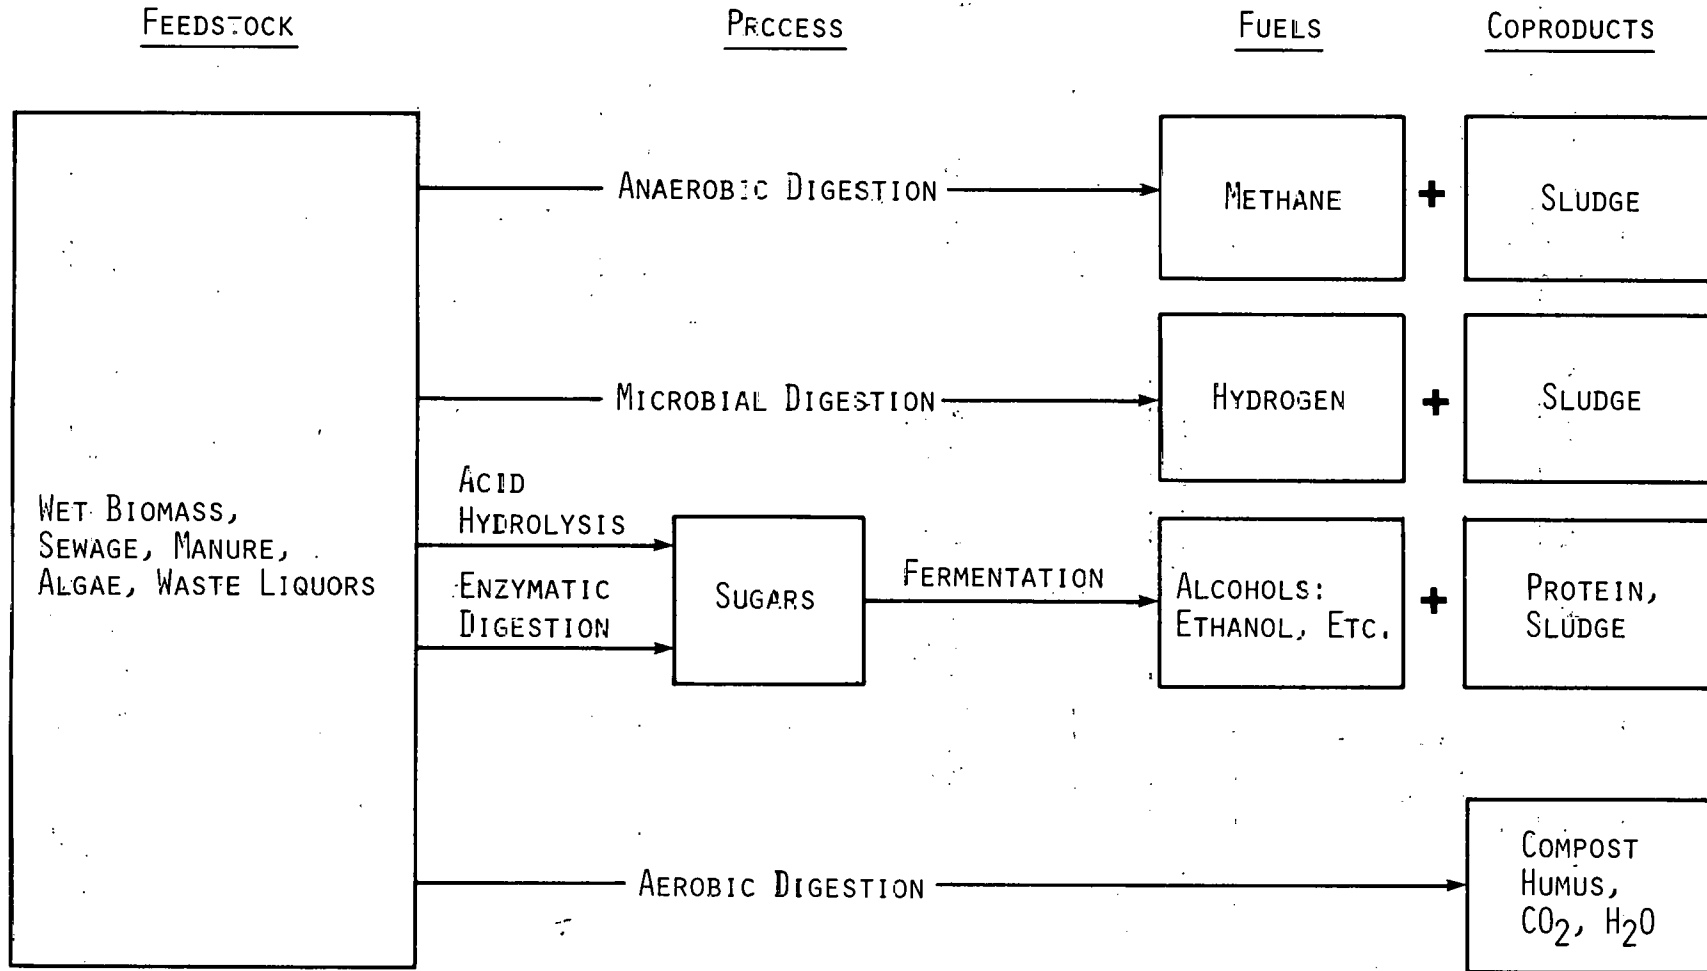 FEEDSTOCK
PRCCESS
FUELS
COPRODUCTS
ANAEROBIC DIGESTION
METHANE
+
SLUDGE
MICROBIAL DIGESTION
HYDROGEN
+
SLUDGE
WET BIOMASS,
SEWAGE, MANURE,
ALGAE, WASTE LIQUORS
ACID
HYDROLYSIS
ENZYMATIC
DIGESTION
SUGARS
FERMENTATION
ALCOHOLS:
ETHANOL, ETC.
+
PROTEIN,
SLUDGE
AEROBIC DIGESTION
COMPOST
HUMUS,
CO2, H2O